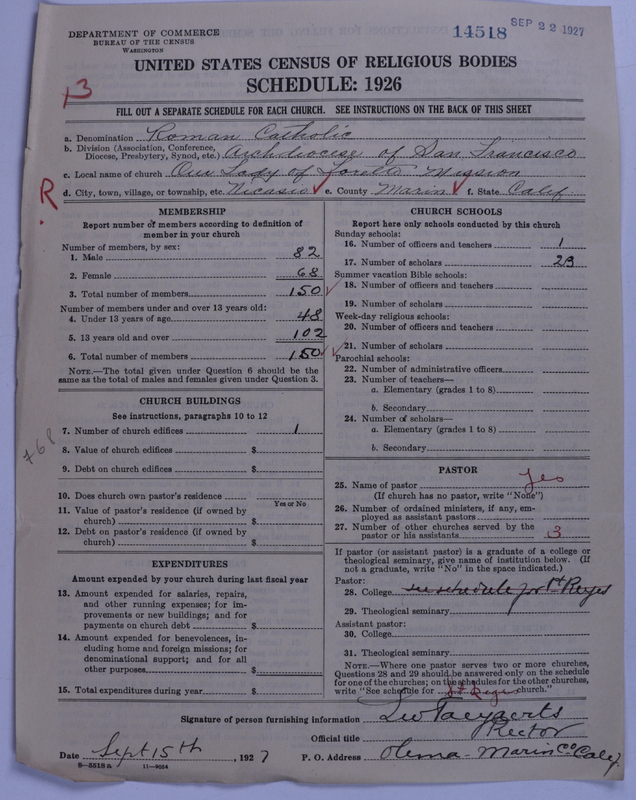 DEPARTMENT OF COMMERCE
BUREAU OF THE CENSUS
WASHINGTON
14518
SEP 22 1927
UNITED STATES CENSUS OF RELIGIOUS BODIES
SCHEDULE: 1926
B
FILL OUT A SEPARATE SCHEDULE FOR EACH CHURCH. SEE INSTRUCTIONS ON THE BACK OF THIS SHEET
a. Denomination Roman Catholic
b. Division (Association, Conference, Diocese, Presbytery, Synod, etc.) Archdiocese of San Francisco
c. Local name of church Our Lady of Loretto Mission
R
d. City, town, village, or township, etc. Nicasio e. County Marin f. State Calif
MEMBERSHIP
Report number of members according to definition of
member in your church
Number of members, by sex:
1. Male 82
2. Female 68
3. Total number of members 150
Number of members under and over 13 years old:
4. Under 13 years of age 48
5. 13 years old and over 102
6. Total number of members 150
NOTE.—The total given under Question 6 should be the
same as the total of males and females given under Question 3.
CHURCH BUILDINGS
See instructions, paragraphs 10 to 12
768
7. Number of church edifices 1
8. Value of church edifices $
9. Debt on church edifices $
10. Does church own pastor's residence
Yes or No
11. Value of pastor's residence (if owned by
church) $
12. Debt on pastor's residence (if owned by
church) $
EXPENDITURES
Amount expended by your church during last fiscal year
13. Amount expended for salaries, repairs,
and other running expenses; for im-
provements or new buildings; and for
payments on church debt $
14. Amount expended for benevolences, in-
cluding home and foreign missions; for
denominational support; and for all
other purposes $
15. Total expenditures during year $
CHURCH SCHOOLS
Report here only schools conducted by this church
Sunday schools:
16. Number of officers and teachers 1
17. Number of scholars 23
Summer vacation Bible schools:
18. Number of officers and teachers
19. Number of scholars
Week-day religious schools:
20. Number of officers and teachers
21. Number of scholars
Parochial schools:
22. Number of administrative officers
23. Number of teachers—
a. Elementary (grades 1 to 8)
b. Secondary
24. Number of scholars—
a. Elementary (grades 1 to 8)
b. Secondary
PASTOR
25. Name of pastor yes
(If church has no pastor, write "None")
26. Number of ordained ministers, if any, em-
ployed as assistant pastors
27. Number of other churches served by the
pastor or his assistants 3
If pastor (or assistant pastor) is a graduate of a college or
theological seminary, give name of institution below. (If
not a graduate, write "No" in the space indicated.)
Pastor:
28. College see schedule for Pt Reyes
29. Theological seminary
Assistant pastor:
30. College
31. Theological seminary
NOTE.—Where one pastor serves two or more churches,
Questions 28 and 29 should be answered only on the schedule
for one of the churches; on the schedules for the other churches,
write "See schedule for Pt Reyes church."
Signature of person furnishing information Leo Taeyaerts
Official title Rector
Date Sept 15th, 1927 P. O. Address Olema - Marin Co Calif.
8—5518a 11—9554